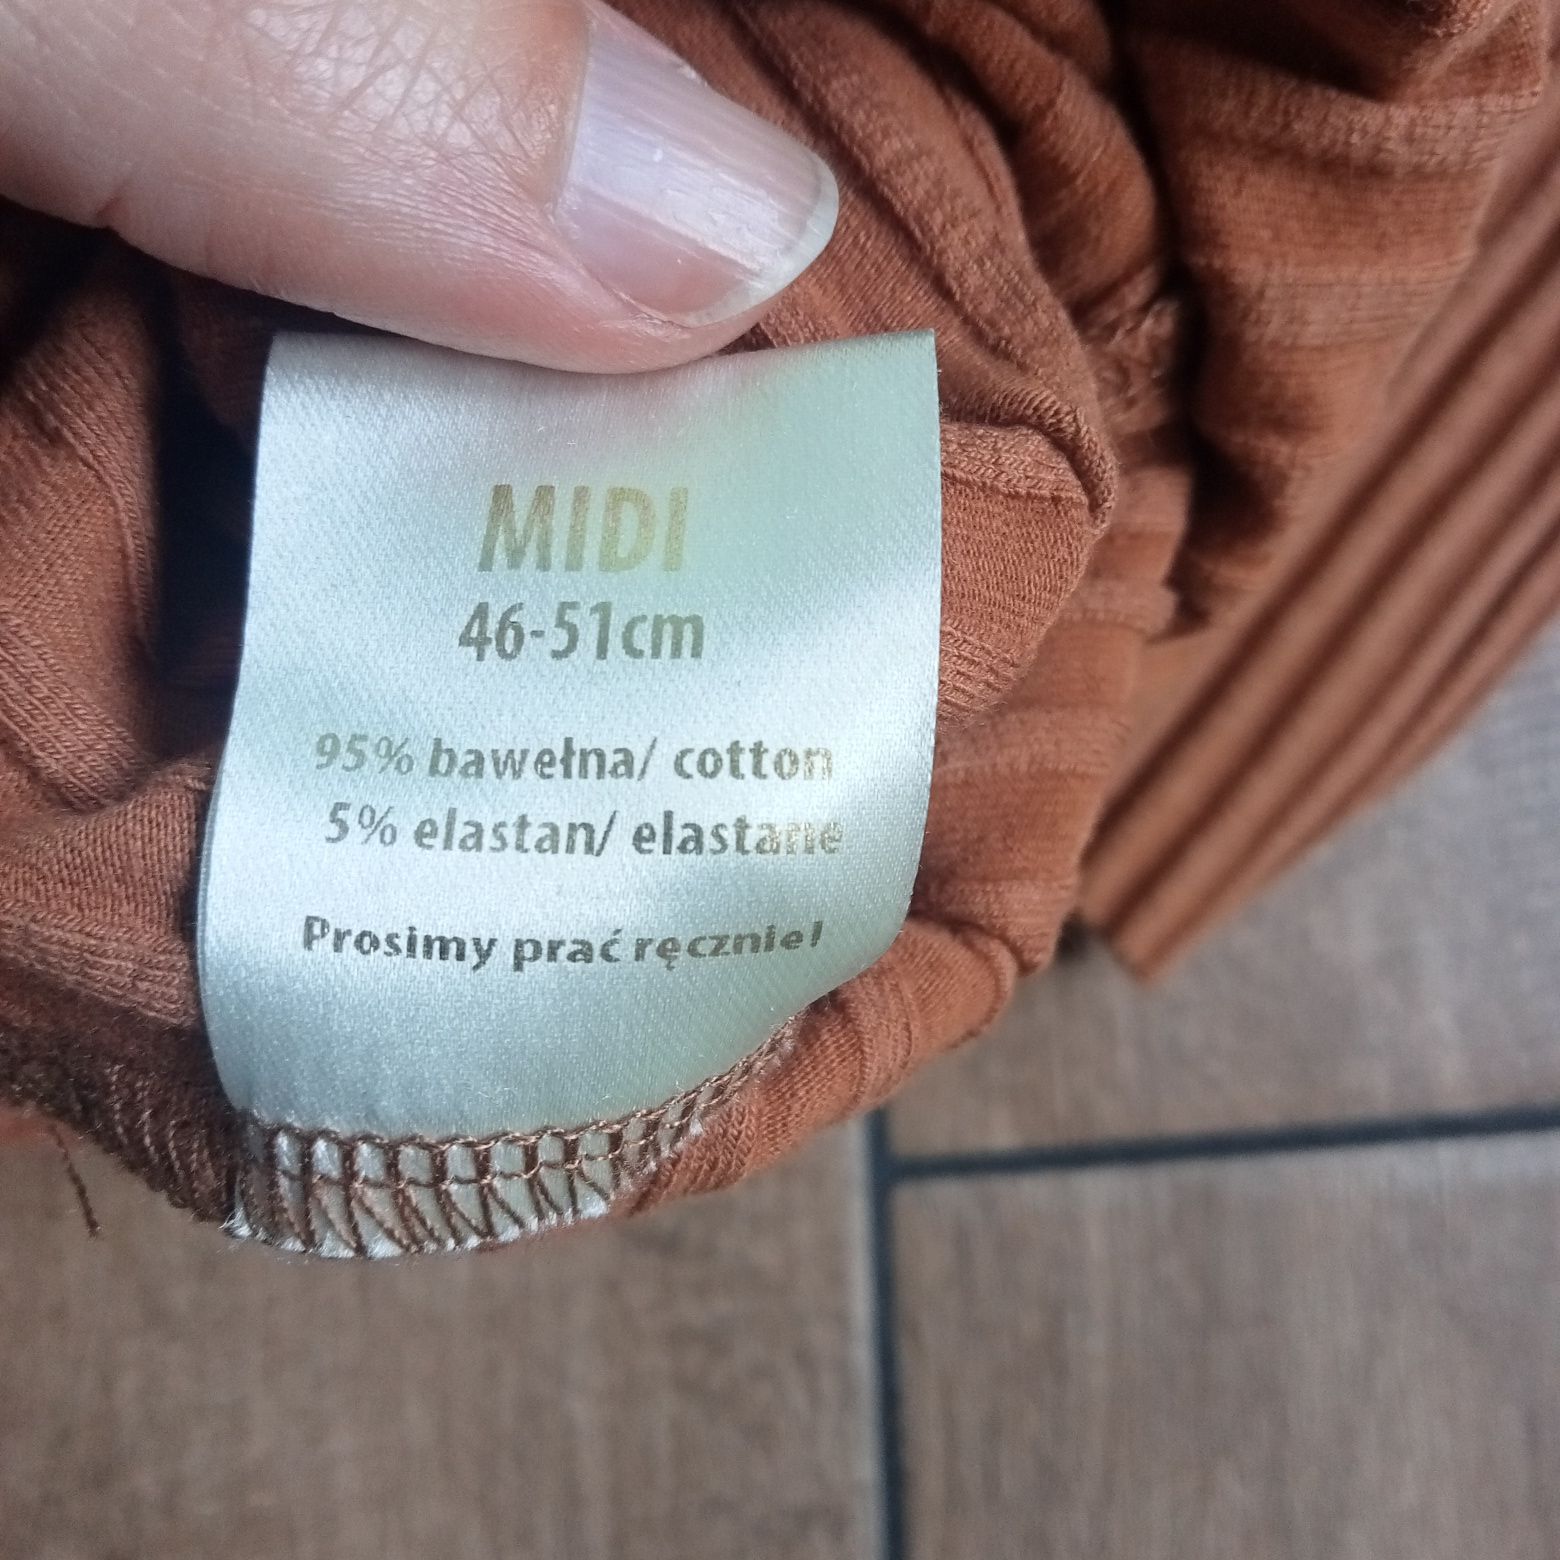 MIDI
46-51cm
95% bawełna/ cotton
5% elastan/ elastane
Prosimy prać ręcznie!